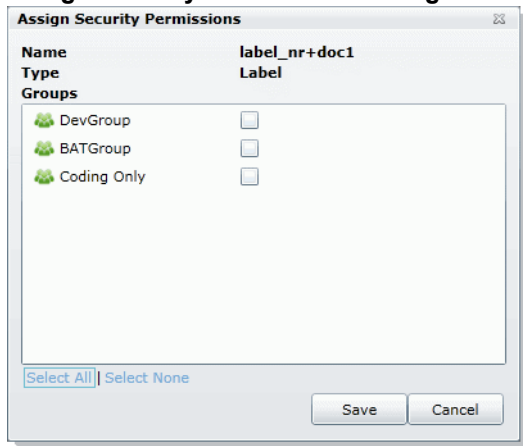 Assign Security Permissions
Name label_nr+doc1
Type Label
Groups
DevGroup
BATGroup
Coding Only
Select All | Select None
Save Cancel